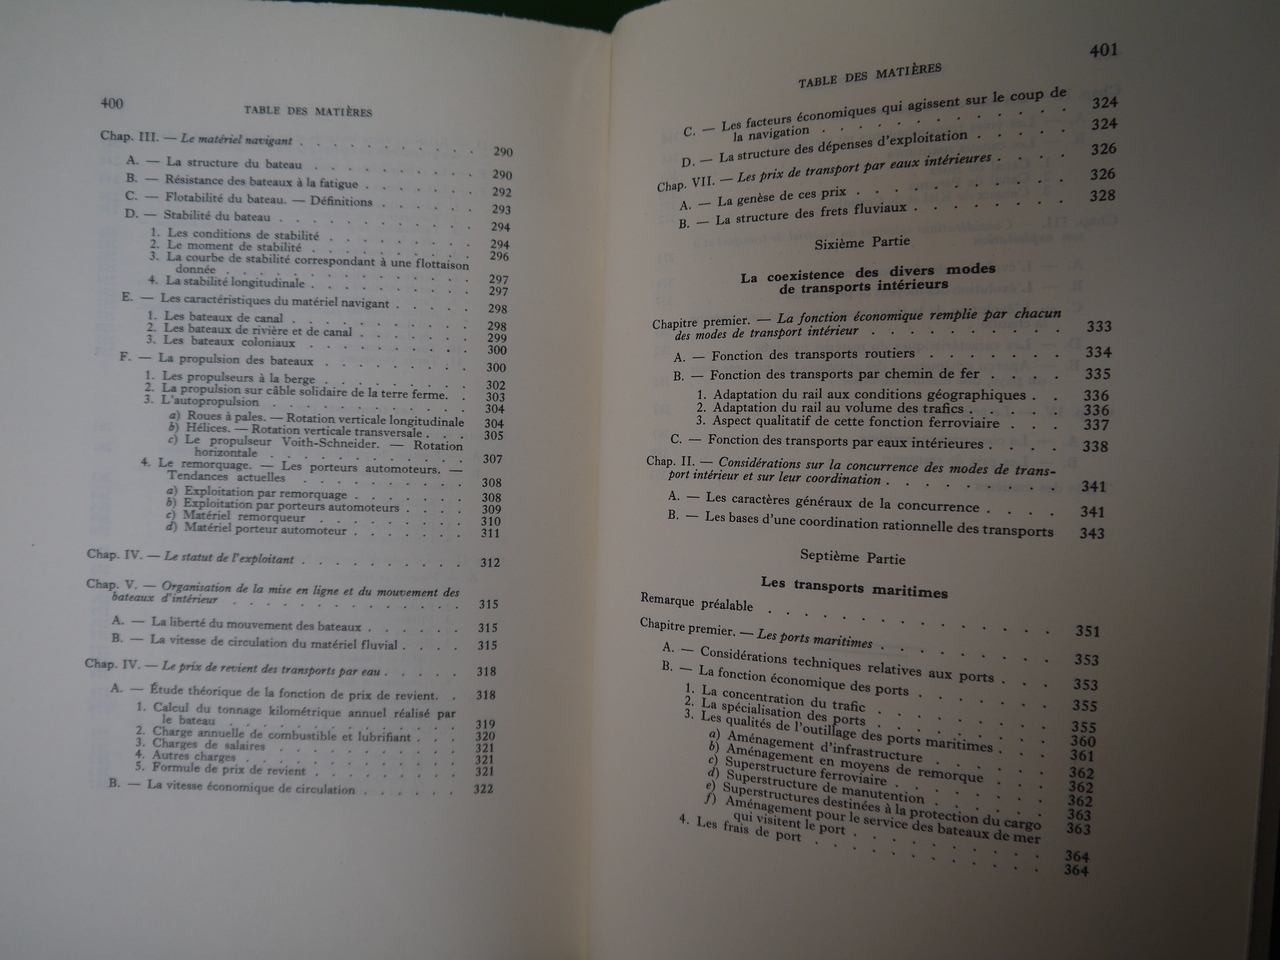 400
TABLE DES MATIÈRES
Chap. III. — Le matériel navigant . . . . . . . . . . 290
A. — La structure du bateau . . . . . . . . . 290
B. — Résistance des bateaux à la fatigue . . . . . . 292
C. — Flotabilité du bateau. — Définitions . . . . . 293
D. — Stabilité du bateau . . . . . . . . . . 294
1. Les conditions de stabilité . . . . . . . 294
2. Le moment de stabilité . . . . . . . . 296
3. La courbe de stabilité correspondant à une flottaison
donnée . . . . . . . . . . . . 297
4. La stabilité longitudinale . . . . . . . . 297
E. — Les caractéristiques du matériel navigant . . . . 298
1. Les bateaux de canal . . . . . . . . . 298
2. Les bateaux de rivière et de canal . . . . . . 299
3. Les bateaux coloniaux . . . . . . . . 300
F. — La propulsion des bateaux . . . . . . . . 300
1. Les propulseurs à la berge . . . . . . . 302
2. La propulsion sur câble solidaire de la terre ferme. . 303
3. L'autopropulsion . . . . . . . . . . 304
a) Roues à pales. — Rotation verticale longitudinale 304
b) Hélices. — Rotation verticale transversale . . . 305
c) Le propulseur Voith-Schneider. — Rotation
horizontale . . . . . . . . . . 307
4. Le remorquage. — Les porteurs automoteurs. —
Tendances actuelles . . . . . . . . 308
a) Exploitation par remorquage . . . . . . 308
b) Exploitation par porteurs automoteurs . . . . 309
c) Matériel remorqueur . . . . . . . 310
d) Matériel porteur automoteur . . . . . . 311
Chap. IV. — Le statut de l'exploitant . . . . . . . . . 312
Chap. V. — Organisation de la mise en ligne et du mouvement des
bateaux d'intérieur . . . . . . . . . . . 315
A. — La liberté du mouvement des bateaux . . . . . 315
B. — La vitesse de circulation du matériel fluvial . . . . 315
Chap. IV. — Le prix de revient des transports par eau . . . . . 318
A. — Étude théorique de la fonction de prix de revient. . 318
1. Calcul du tonnage kilométrique annuel réalisé par
le bateau . . . . . . . . . . . 319
2. Charge annuelle de combustible et lubrifiant . . . 320
3. Charges de salaires . . . . . . . . . 321
4. Autres charges . . . . . . . . . . 321
5. Formule de prix de revient . . . . . . . 321
B. — La vitesse économique de circulation . . . . . . 322
401
TABLE DES MATIÈRES
C. — Les facteurs économiques qui agissent sur le coup de
la navigation . . . . . . . . . . . . 324
D. — La structure des dépenses d'exploitation . . . . . 324
Chap. VII. — Les prix de transport par eaux intérieures . . . . 326
A. — La genèse de ces prix . . . . . . . . . . 326
B. — La structure des frets fluviaux . . . . . . . 328
Sixième Partie
La coexistence des divers modes
de transports intérieurs
Chapitre premier. — La fonction économique remplie par chacun
des modes de transport intérieur . . . . . . . . . 333
A. — Fonction des transports routiers . . . . . . . 334
B. — Fonction des transports par chemin de fer . . . . 335
1. Adaptation du rail aux conditions géographiques . . 336
2. Adaptation du rail au volume des trafics . . . . . 336
3. Aspect qualitatif de cette fonction ferroviaire . . . 337
C. — Fonction des transports par eaux intérieures . . . . 338
Chap. II. — Considérations sur la concurrence des modes de trans-
port intérieur et sur leur coordination . . . . . . . . . 341
A. — Les caractères généraux de la concurrence . . . . 341
B. — Les bases d'une coordination rationnelle des transports 343
Septième Partie
Les transports maritimes
Remarque préalable . . . . . . . . . . . . . 351
Chapitre premier. — Les ports maritimes . . . . . . . . 353
A. — Considérations techniques relatives aux ports . . . 353
B. — La fonction économique des ports . . . . . . 355
1. La concentration du trafic . . . . . . . . 355
2. La spécialisation des ports . . . . . . . . 360
3. Les qualités de l'outillage des ports maritimes . . . 361
a) Aménagement d'infrastructure . . . . . . 362
b) Aménagement en moyens de remorque . . . 362
c) Superstructure ferroviaire . . . . . . . 362
d) Superstructure de manutention . . . . . 363
e) Superstructures destinées à la protection du cargo 363
f) Aménagement pour le service des bateaux de mer
qui visitent le port . . . . . . . . . 364
4. Les frais de port . . . . . . . . . . 364